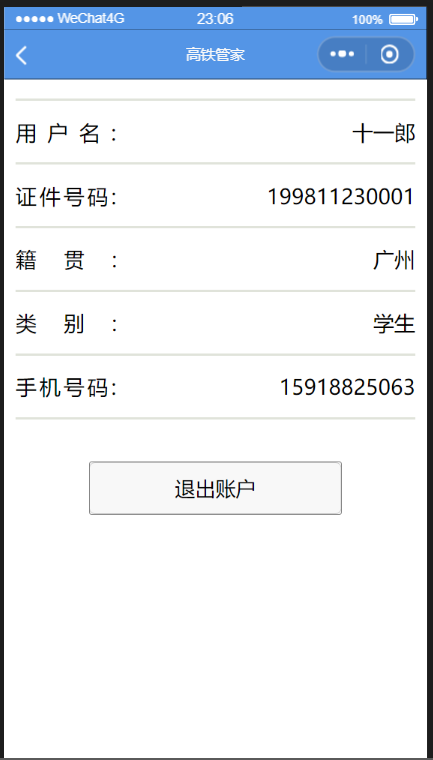 ●●●●● WeChat4G 23:06 100%
高铁管家
用户名: 十一郎
证件号码: 199811230001
籍贯: 广州
类别: 学生
手机号码: 15918825063
退出账户